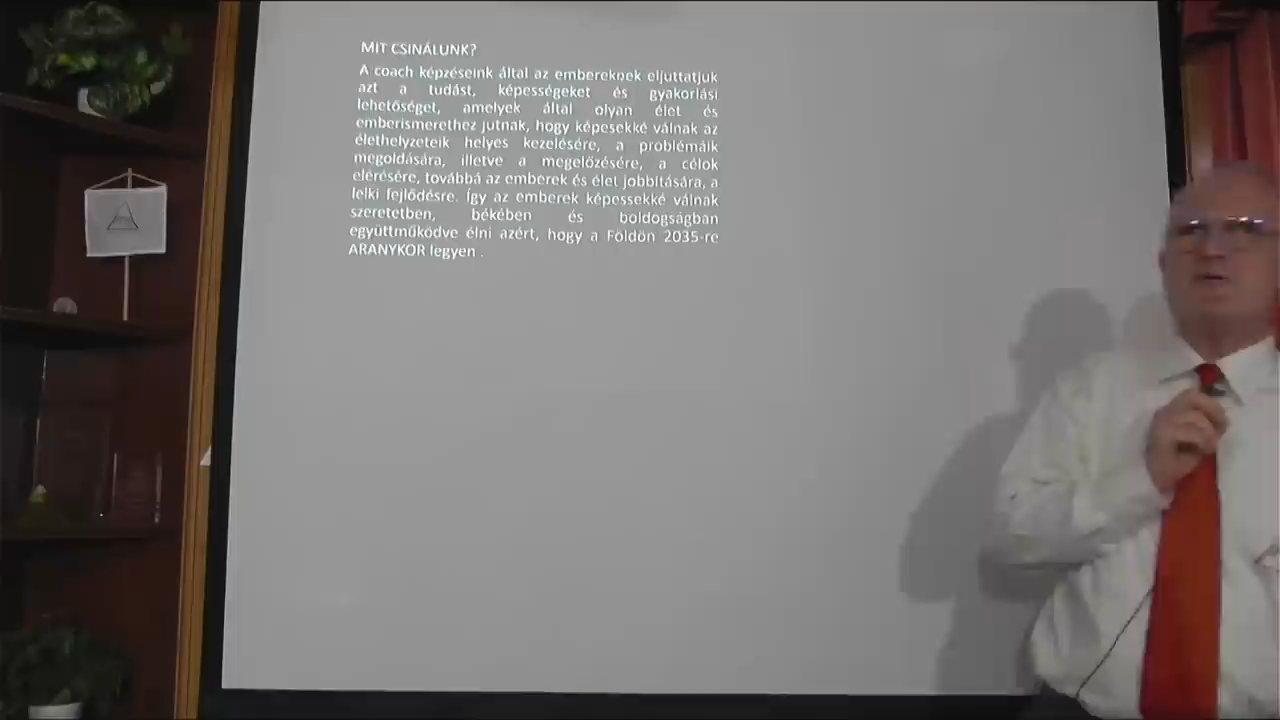 MIT CSINÁLUNK?
A coach képzéseink által az embereknek eljuttatjuk
azt a tudást, képességeket és gyakorlási
lehetőséget, amelyek által olyan élet és
emberismerethez jutnak, hogy képesekké válnak az
élethelyzeteik helyes kezelésére, a problémáik
megoldására, illetve a megelőzésére, a célok
elérésére, továbbá az emberek és élet jobbítására, a
lelki fejlődésre. Így az emberek képessekké válnak
szeretetben, békében és boldogságban
együttműködve élni azért, hogy a Földön 2035-re
ARANYKOR legyen .